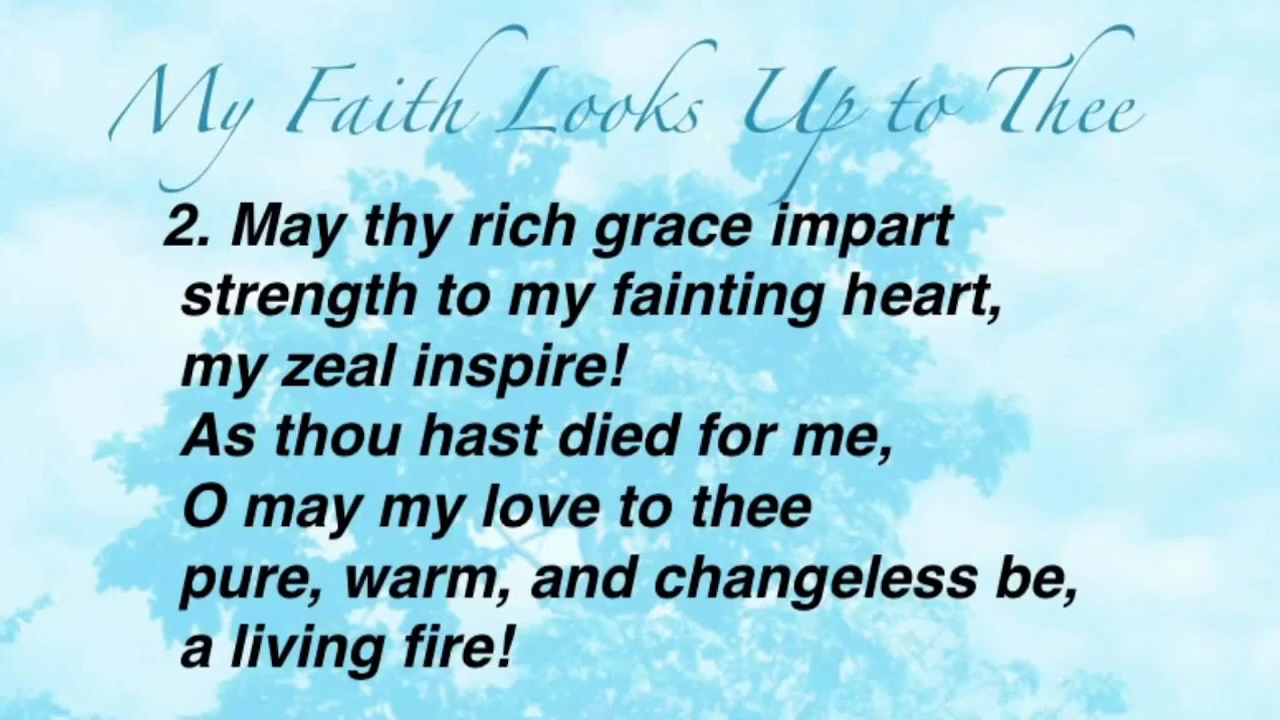 My Faith Looks Up to Thee
2. May thy rich grace impart
strength to my fainting heart,
my zeal inspire!
As thou hast died for me,
O may my love to thee
pure, warm, and changeless be,
a living fire!